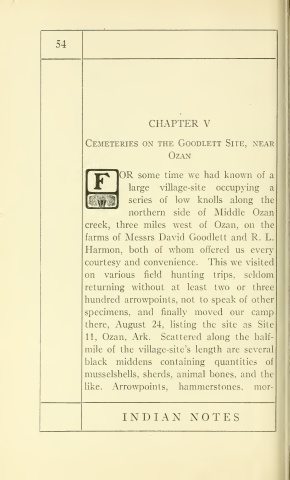 54
CHAPTER V
CEMETERIES ON THE GOODLETT SITE, NEAR
OZAN
FOR some time we had known of a
large village-site occupying a
series of low knolls along the
northern side of Middle Ozan
creek, three miles west of Ozan, on the
farms of Messrs David Goodlett and R. L.
Harmon, both of whom offered us every
courtesy and convenience. This we visited
on various field hunting trips, seldom
returning without at least two or three
hundred arrowpoints, not to speak of other
specimens, and finally moved our camp
there, August 24, listing the site as Site
11, Ozan, Ark. Scattered along the half-
mile of the village-site's length are several
black middens containing quantities of
musselshells, sherds, animal bones, and the
like. Arrowpoints, hammerstones, mor-
INDIAN NOTES